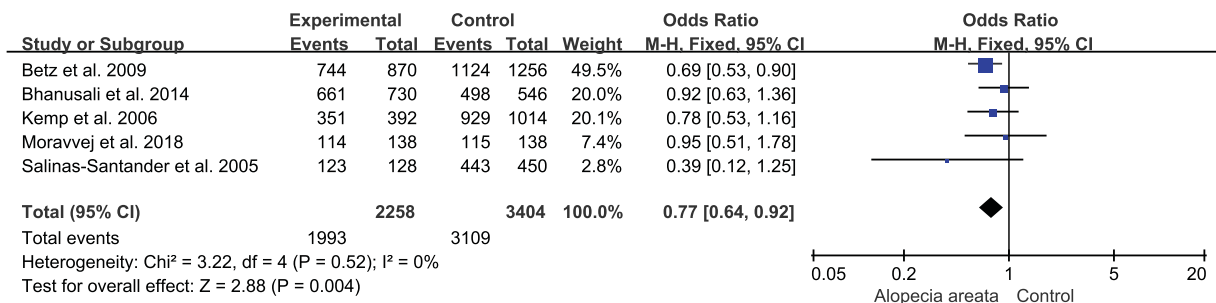 Experimental Control Odds Ratio Odds Ratio
Study or Subgroup Events Total Events Total Weight M-H, Fixed, 95% CI M-H, Fixed, 95% CI
Betz et al. 2009 744 870 1124 1256 49.5% 0.69 [0.53, 0.90]
Bhanusali et al. 2014 661 730 498 546 20.0% 0.92 [0.63, 1.36]
Kemp et al. 2006 351 392 929 1014 20.1% 0.78 [0.53, 1.16]
Moravvej et al. 2018 114 138 115 138 7.4% 0.95 [0.51, 1.78]
Salinas-Santander et al. 2005 123 128 443 450 2.8% 0.39 [0.12, 1.25]
Total (95% CI) 2258 3404 100.0% 0.77 [0.64, 0.92]
Total events 1993 3109
Heterogeneity: Chi² = 3.22, df = 4 (P = 0.52); I² = 0%
Test for overall effect: Z = 2.88 (P = 0.004)
0.05 0.2 1 5 20
Alopecia areata Control